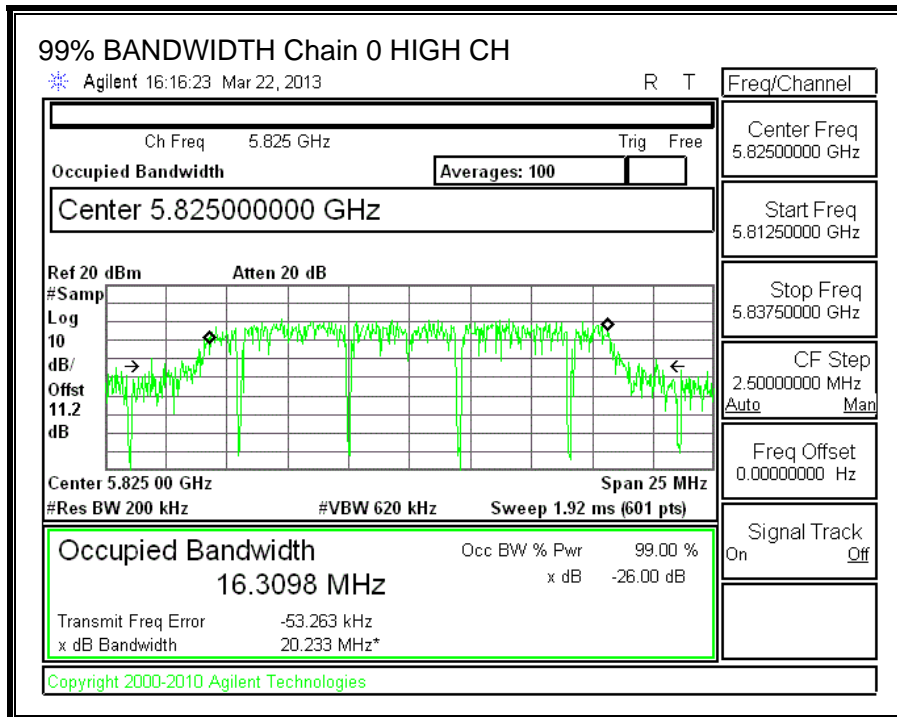 99% BANDWIDTH Chain 0 HIGH CH
Agilent 16:16:23 Mar 22, 2013 R T
Freq/Channel
Ch Freq 5.825 GHz Trig Free
Occupied Bandwidth Averages: 100
Center 5.825000000 GHz
Ref 20 dBm Atten 20 dB
#Samp
Log
10
dB/
Offst
11.2
dB
Center 5.825 00 GHz Span 25 MHz
#Res BW 200 kHz #VBW 620 kHz Sweep 1.92 ms (601 pts)
Occupied Bandwidth Occ BW % Pwr 99.00 %
16.3098 MHz x dB -26.00 dB
Transmit Freq Error -53.263 kHz
x dB Bandwidth 20.233 MHz*
Copyright 2000-2010 Agilent Technologies
Center Freq
5.82500000 GHz
Start Freq
5.81250000 GHz
Stop Freq
5.83750000 GHz
CF Step
2.50000000 MHz
Auto Man
Freq Offset
0.00000000 Hz
Signal Track
On Off